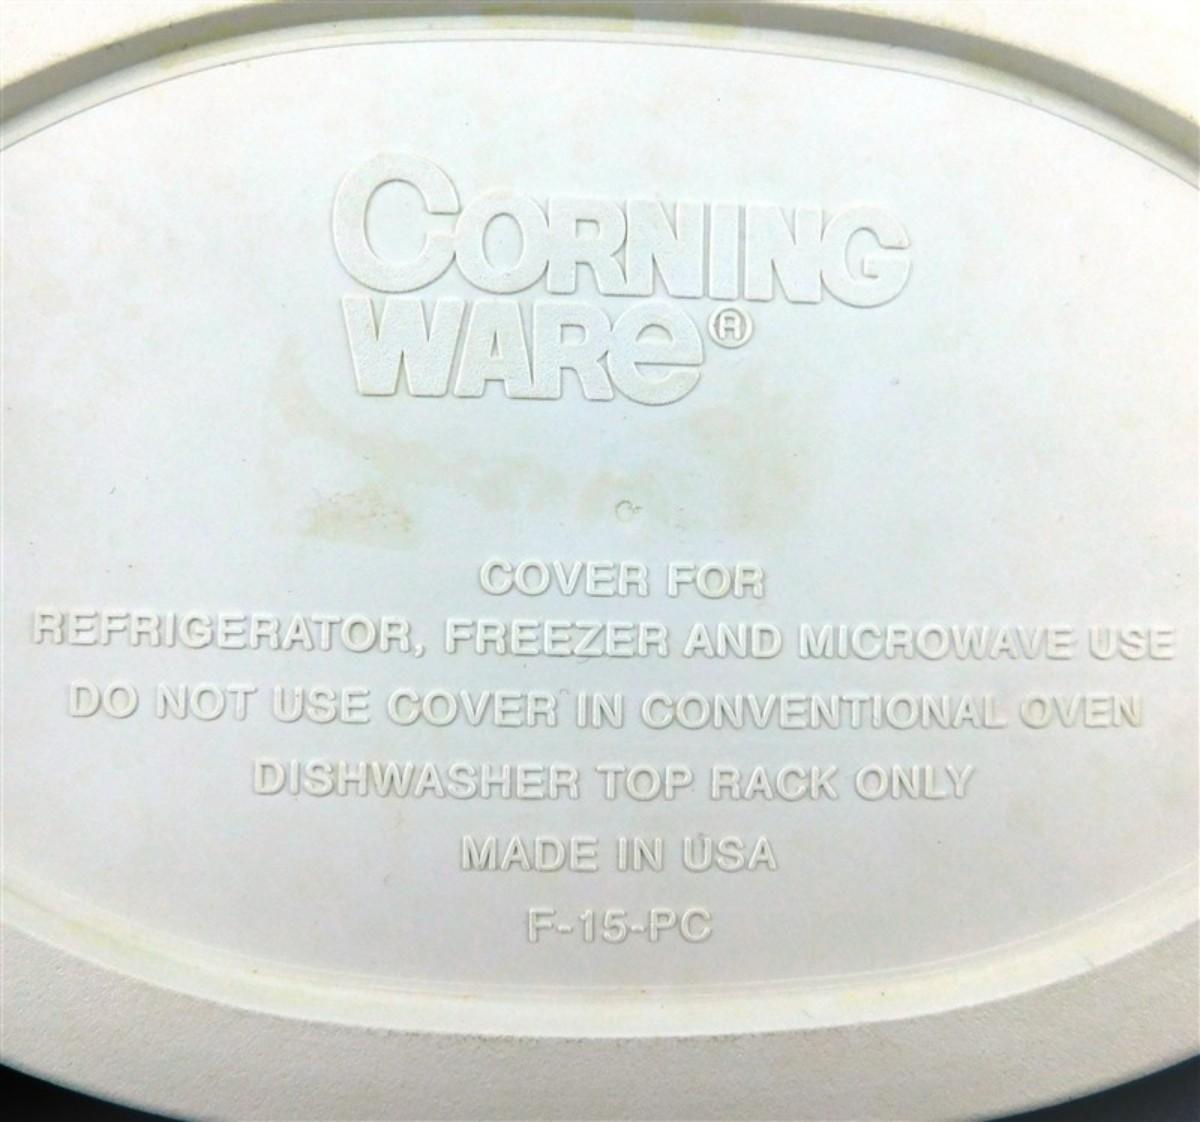 CORNING
WARE®
COVER FOR
REFRIGERATOR, FREEZER AND MICROWAVE USE
DO NOT USE COVER IN CONVENTIONAL OVEN
DISHWASHER TOP RACK ONLY
MADE IN USA
F-15-PC